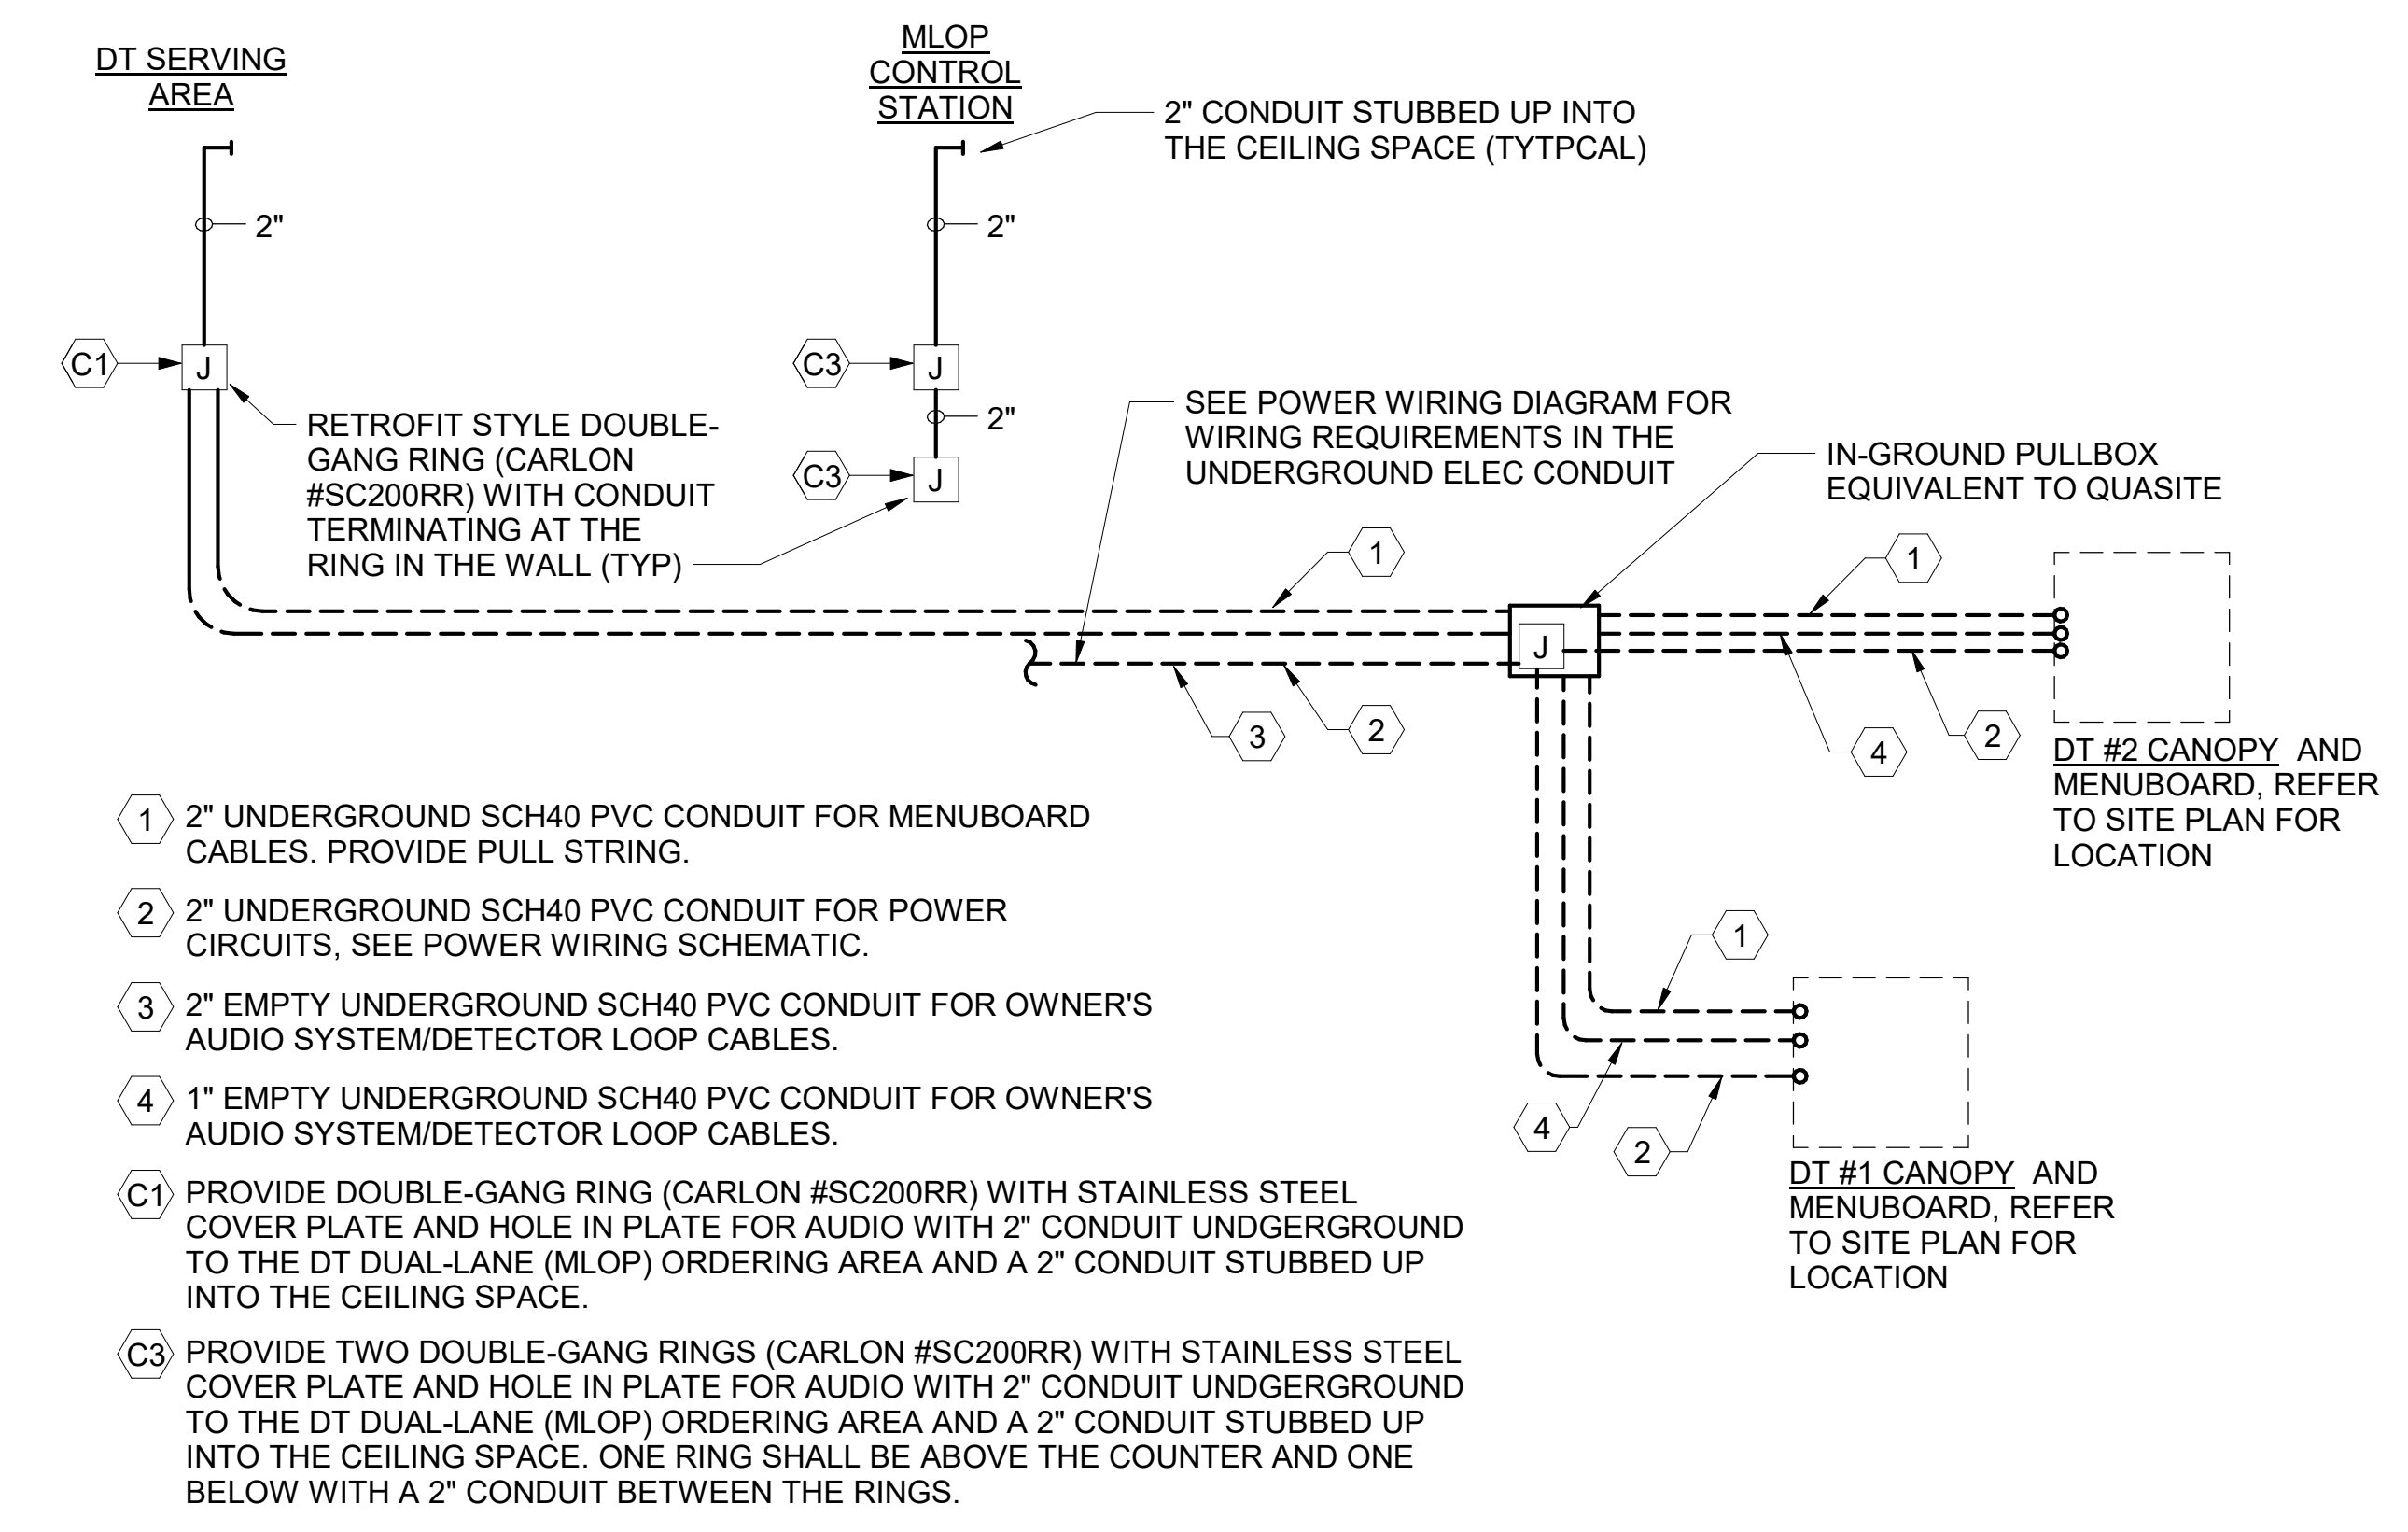 DT SERVING
AREA
MLOP
CONTROL
STATION
2" CONDUIT STUBBED UP INTO
THE CEILING SPACE (TYTPCAL)
2"
2"
C1
J
C3
J
2"
C3
J
RETROFIT STYLE DOUBLE-
GANG RING (CARLON
#SC200RR) WITH CONDUIT
TERMINATING AT THE
RING IN THE WALL (TYP)
SEE POWER WIRING DIAGRAM FOR
WIRING REQUIREMENTS IN THE
UNDERGROUND ELEC CONDUIT
IN-GROUND PULLBOX
EQUIVALENT TO QUASITE
1
1
J
3
2
4
2
DT #2 CANOPY AND
MENUBOARD, REFER
TO SITE PLAN FOR
LOCATION
1
4
2
DT #1 CANOPY AND
MENUBOARD, REFER
TO SITE PLAN FOR
LOCATION
1 2" UNDERGROUND SCH40 PVC CONDUIT FOR MENUBOARD
CABLES. PROVIDE PULL STRING.
2 2" UNDERGROUND SCH40 PVC CONDUIT FOR POWER
CIRCUITS, SEE POWER WIRING SCHEMATIC.
3 2" EMPTY UNDERGROUND SCH40 PVC CONDUIT FOR OWNER'S
AUDIO SYSTEM/DETECTOR LOOP CABLES.
4 1" EMPTY UNDERGROUND SCH40 PVC CONDUIT FOR OWNER'S
AUDIO SYSTEM/DETECTOR LOOP CABLES.
C1 PROVIDE DOUBLE-GANG RING (CARLON #SC200RR) WITH STAINLESS STEEL
COVER PLATE AND HOLE IN PLATE FOR AUDIO WITH 2" CONDUIT UNDGERGROUND
TO THE DT DUAL-LANE (MLOP) ORDERING AREA AND A 2" CONDUIT STUBBED UP
INTO THE CEILING SPACE.
C3 PROVIDE TWO DOUBLE-GANG RINGS (CARLON #SC200RR) WITH STAINLESS STEEL
COVER PLATE AND HOLE IN PLATE FOR AUDIO WITH 2" CONDUIT UNDGERGROUND
TO THE DT DUAL-LANE (MLOP) ORDERING AREA AND A 2" CONDUIT STUBBED UP
INTO THE CEILING SPACE. ONE RING SHALL BE ABOVE THE COUNTER AND ONE
BELOW WITH A 2" CONDUIT BETWEEN THE RINGS.